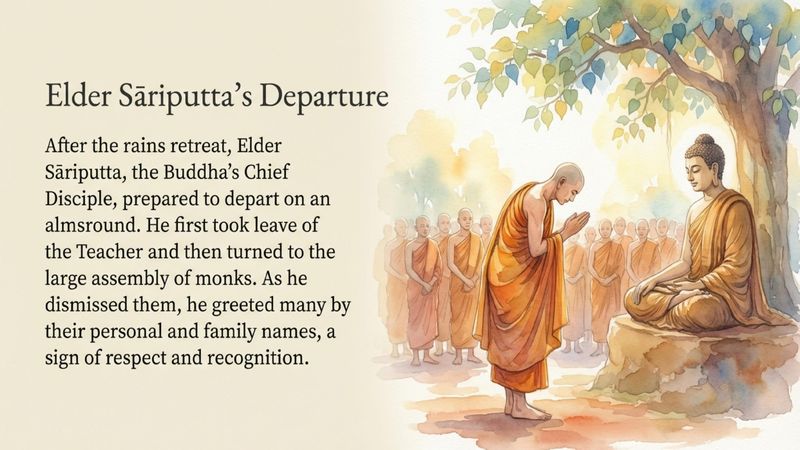 Elder Sāriputta’s Departure
After the rains retreat, Elder
Sāriputta, the Buddha’s Chief
Disciple, prepared to depart on an
almsround. He first took leave of
the Teacher and then turned to the
large assembly of monks. As he
dismissed them, he greeted many by
their personal and family names, a
sign of respect and recognition.